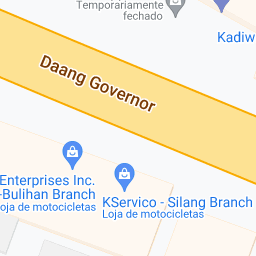 Temporariamente
fechado
Kadiw
Daang Governor
Enterprises Inc.
-Bulihan Branch
Loja de motocicletas
KServico - Silang Branch
Loja de motocicletas